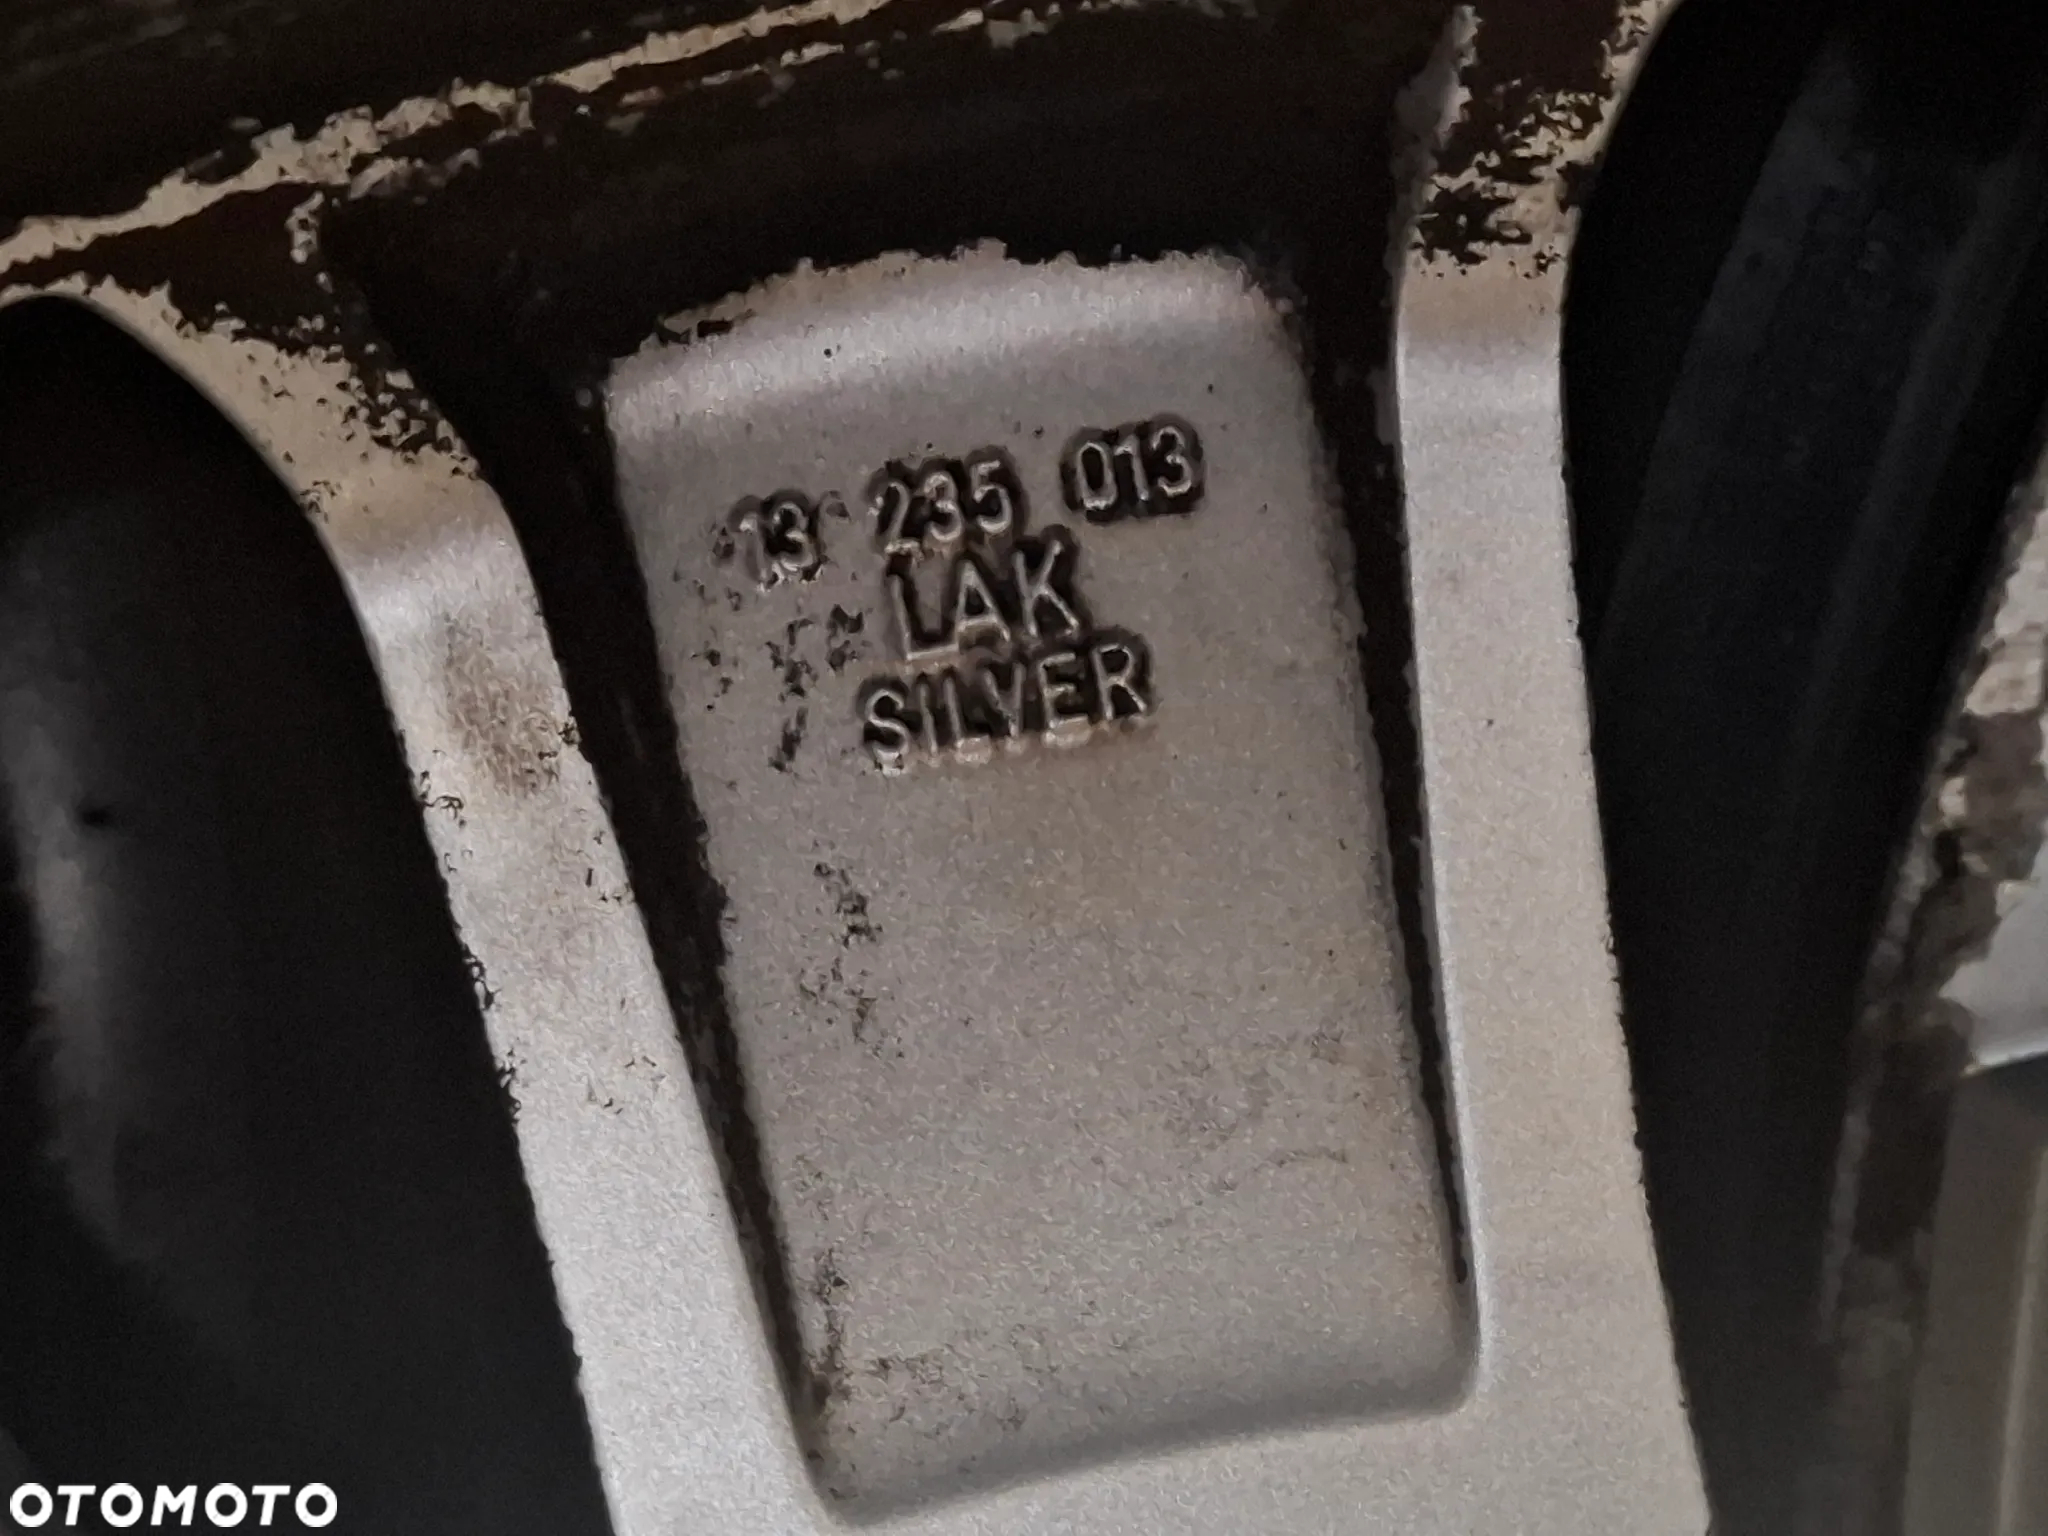 13 235 013
LAK
SILVER
OTOMOTO